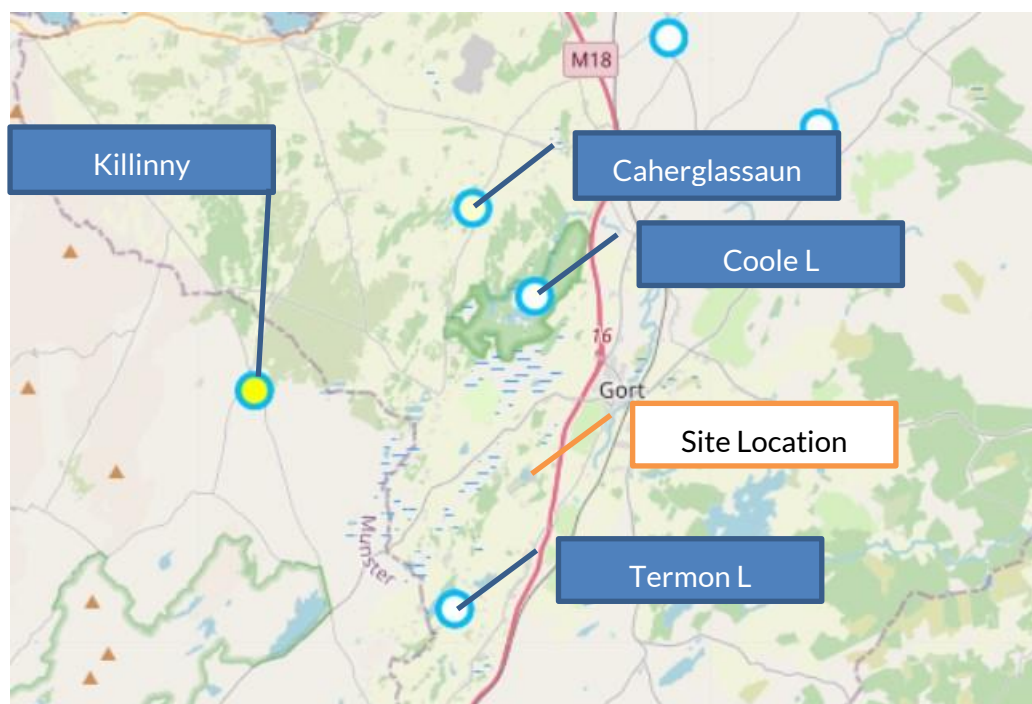 M18
Killinny
Caherglassaun
Coole L
16
Gort
Site Location
Munster
Termon L